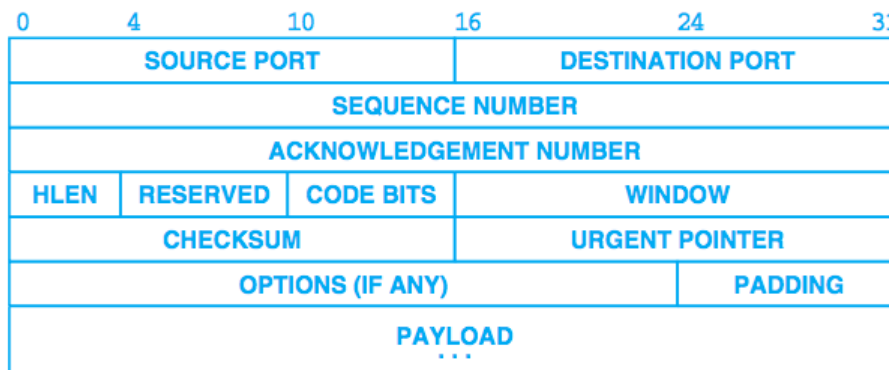 0 4 10 16 24 31
SOURCE PORT DESTINATION PORT
SEQUENCE NUMBER
ACKNOWLEDGEMENT NUMBER
HLEN RESERVED CODE BITS WINDOW
CHECKSUM URGENT POINTER
OPTIONS (IF ANY) PADDING
PAYLOAD
...